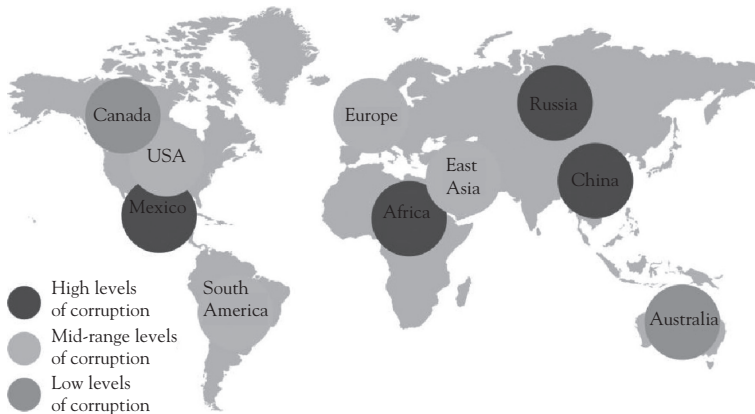 Canada
USA
Mexico
South
America
Europe
East
Asia
Africa
Russia
China
Australia
High levels
of corruption
Mid-range levels
of corruption
Low levels
of corruption